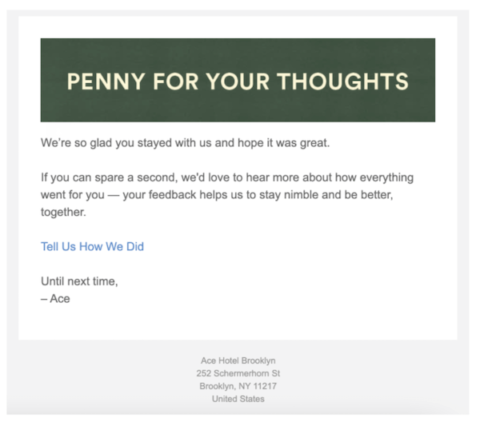 PENNY FOR YOUR THOUGHTS
We're so glad you stayed with us and hope it was great.
If you can spare a second, we'd love to hear more about how everything
went for you — your feedback helps us to stay nimble and be better,
together.
Tell Us How We Did
Until next time,
– Ace
Ace Hotel Brooklyn
252 Schermerhorn St
Brooklyn, NY 11217
United States